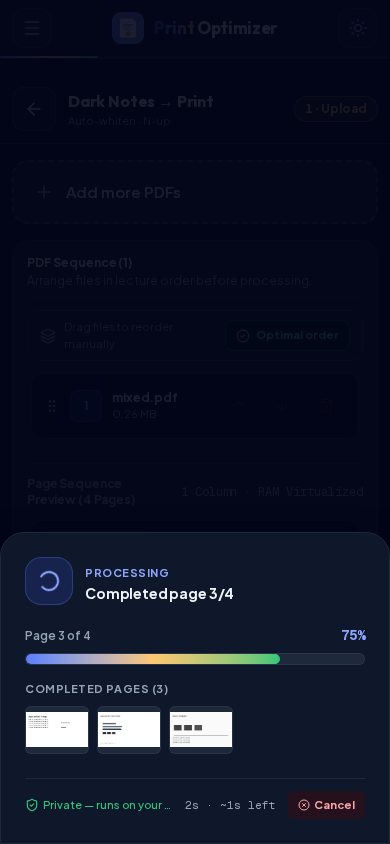 Print Optimizer
Dark Notes → Print
Auto-whiten · N-up
1 · Upload
Add more PDFs
PDF Sequence (1)
Arrange files in lecture order before processing.
Drag files to reorder
manually.
Optimal order
1
mixed.pdf
0.26 MB
Page Sequence
Preview (4 Pages)
1 Column
RAM Virtualized
PROCESSING
Completed page 3/4
Page 3 of 4
75%
COMPLETED PAGES (3)
Private — runs on your …
2s · ~1s left
Cancel